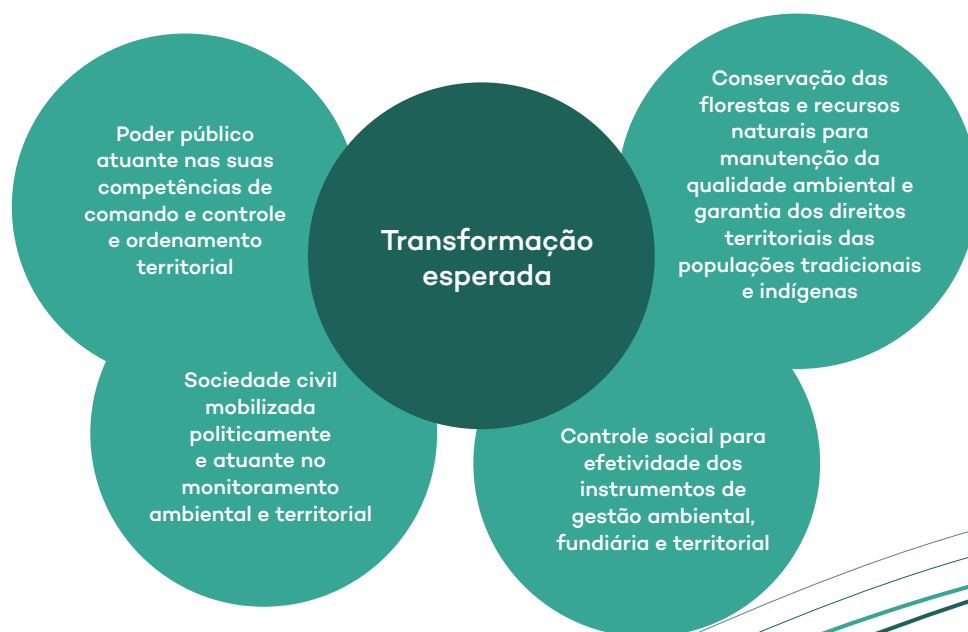 Poder público
atuante nas suas
competências de
comando e controle
e ordenamento
territorial
Transformação
esperada
Conservação das
florestas e recursos
naturais para
manutenção da
qualidade ambiental e
garantia dos direitos
territoriais das
populações tradicionais
e indígenas
Sociedade civil
mobilizada
politicamente
e atuante no
monitoramento
ambiental e territorial
Controle social para
efetividade dos
instrumentos de
gestão ambiental,
fundiária e territorial